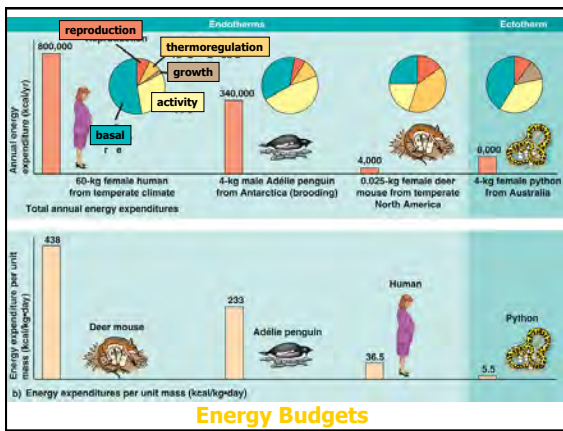 Endotherms
Ectotherm
reproduction
thermoregulation
growth
activity
basal
r e
Annual energy
expenditure (kcal/yr)
800,000
340,000
4,000
8,000
60-kg female human
from temperate climate
4-kg male Adélie penguin
from Antarctica (brooding)
0.025-kg female deer
mouse from temperate
North America
4-kg female python
from Australia
Total annual energy expenditures
Energy expenditure per unit
mass (kcal/kg•day)
438
Deer mouse
233
Adélie penguin
36.5
Human
5.5
Python
b) Energy expenditures per unit mass (kcal/kg•day)
Energy Budgets